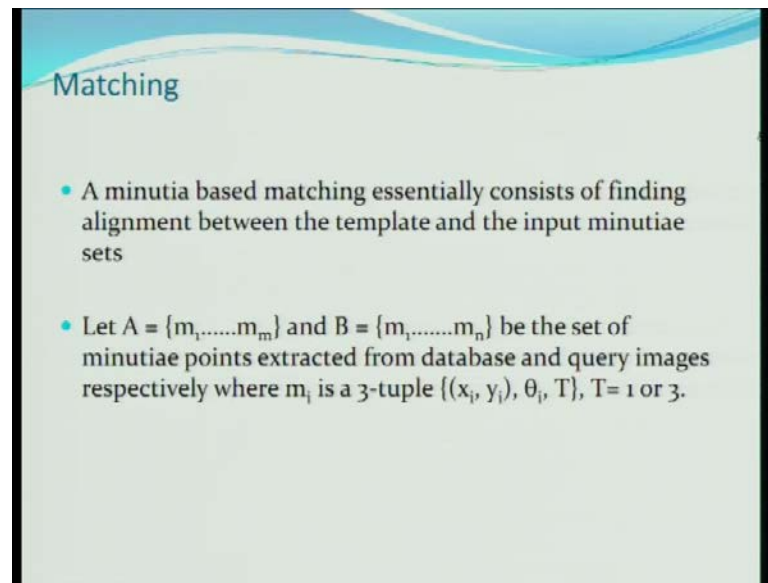 Matching
• A minutia based matching essentially consists of finding
alignment between the template and the input minutiae
sets
• Let A = {m₁......mₘ} and B = {m₁.......mₙ} be the set of
minutiae points extracted from database and query images
respectively where mᵢ is a 3-tuple {(xᵢ, yᵢ), θᵢ, T}, T= 1 or 3.